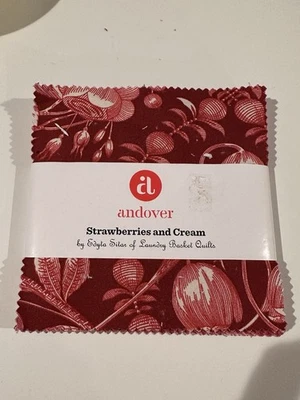 a
andover
Strawberries and Cream
by Edyta Sitar of Laundry Basket Quilts